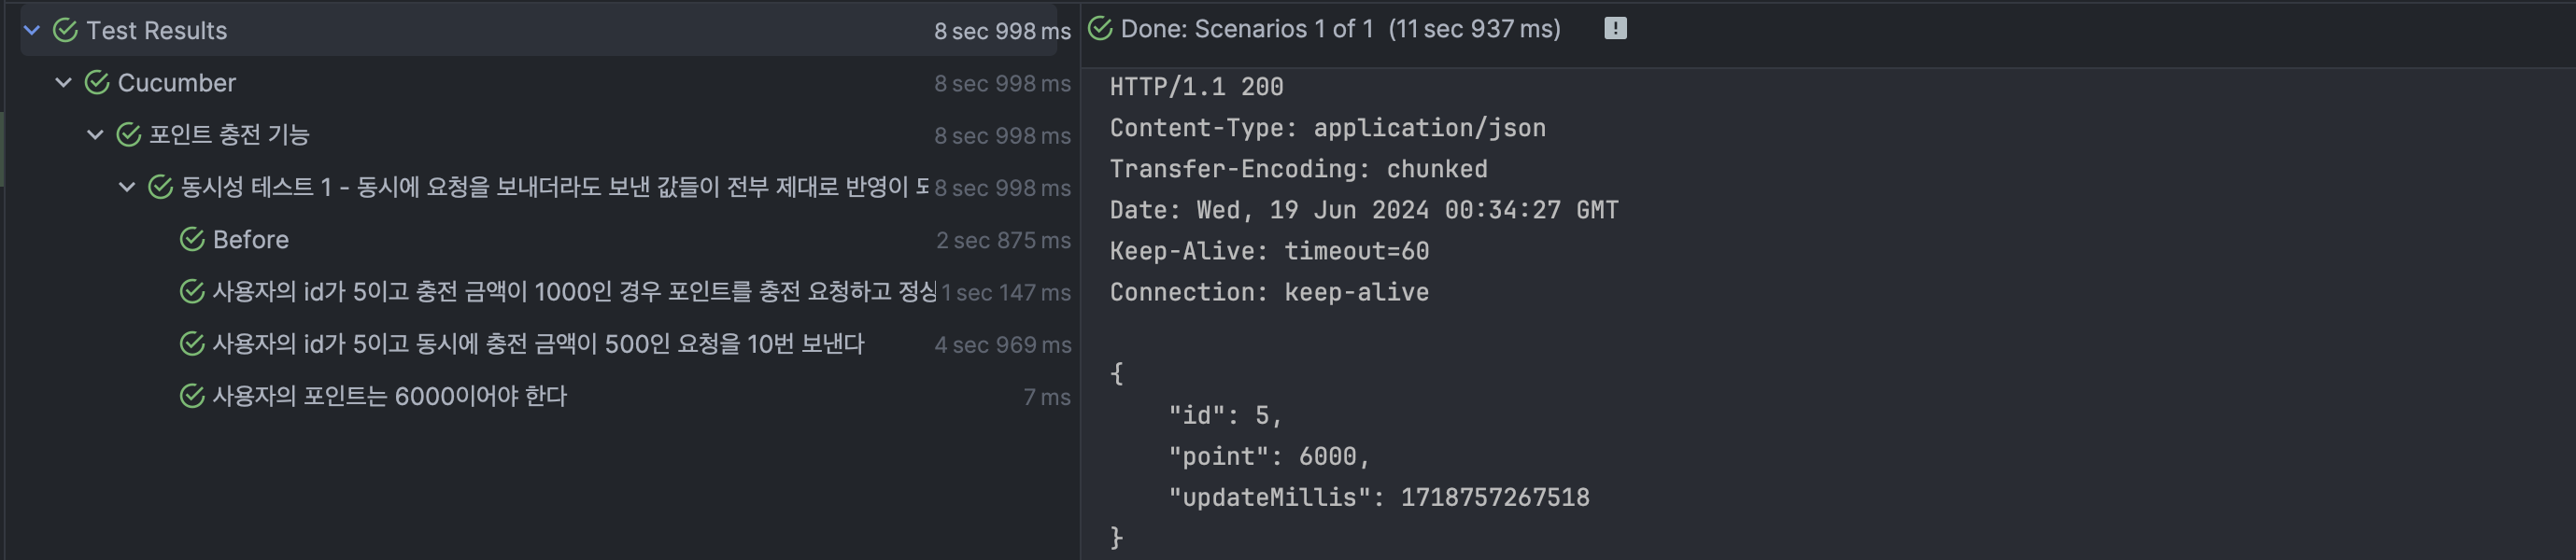 Test Results 8 sec 998 ms
Cucumber 8 sec 998 ms
포인트 충전 기능 8 sec 998 ms
동시성 테스트 1 - 동시에 요청을 보내더라도 보낸 값들이 전부 제대로 반영이 8 sec 998 ms
Before 2 sec 875 ms
사용자의 id가 5이고 충전 금액이 1000인 경우 포인트를 충전 요청하고 정상 1 sec 147 ms
사용자의 id가 5이고 동시에 충전 금액이 500인 요청을 10번 보낸다 4 sec 969 ms
사용자의 포인트는 6000이어야 한다 7 ms
Done: Scenarios 1 of 1 (11 sec 937 ms)
HTTP/1.1 200
Content-Type: application/json
Transfer-Encoding: chunked
Date: Wed, 19 Jun 2024 00:34:27 GMT
Keep-Alive: timeout=60
Connection: keep-alive
{
"id": 5,
"point": 6000,
"updateMillis": 1718757267518
}